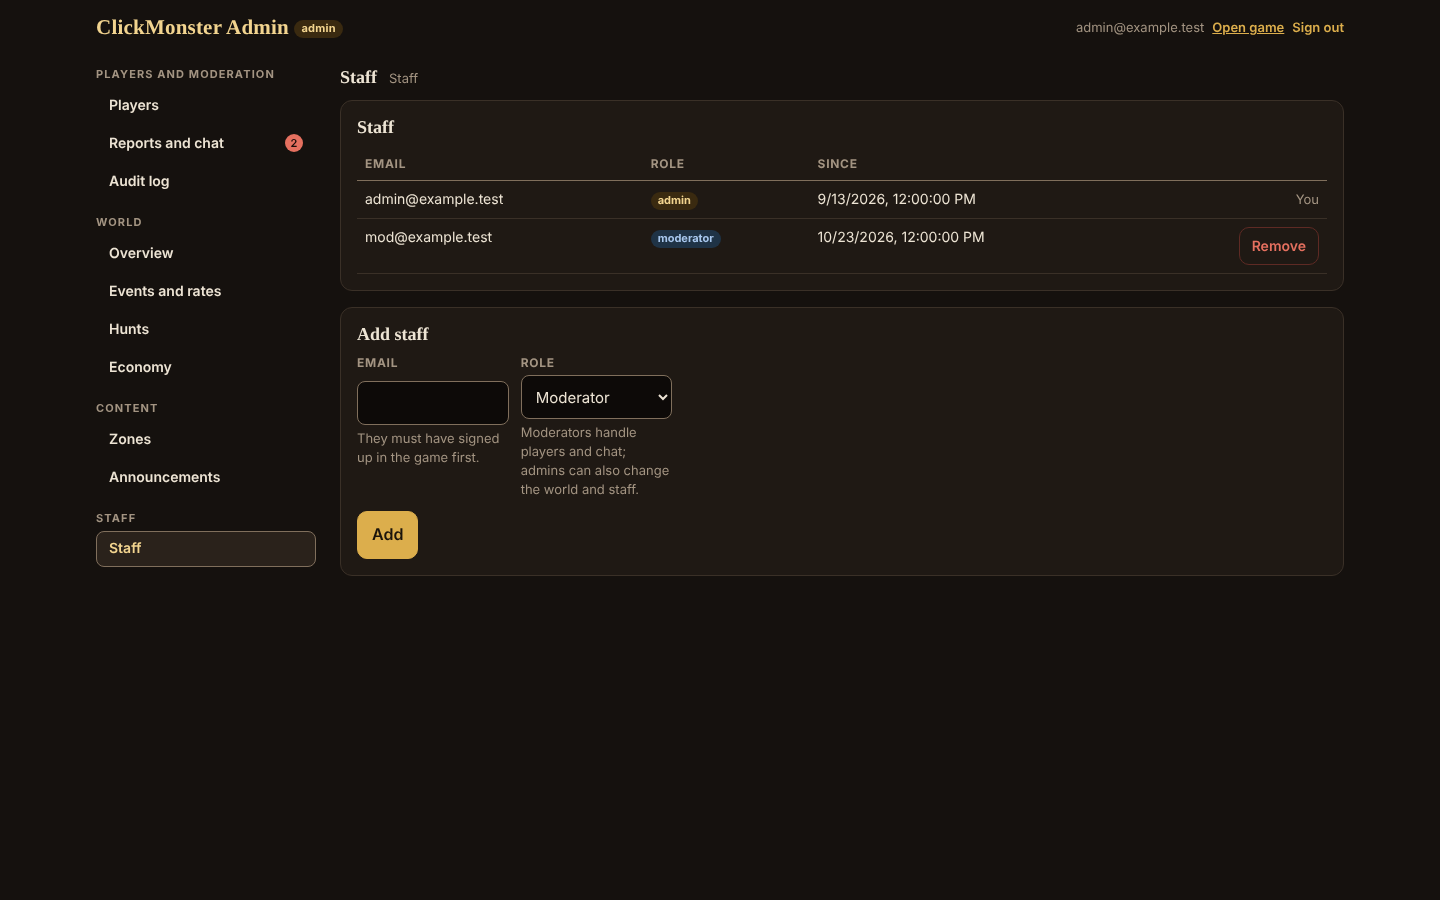 ClickMonster Admin admin
admin@example.test Open game Sign out
PLAYERS AND MODERATION
Players
Reports and chat 2
Audit log
WORLD
Overview
Events and rates
Hunts
Economy
CONTENT
Zones
Announcements
STAFF
Staff
Staff Staff
Staff
EMAIL ROLE SINCE
admin@example.test admin 9/13/2026, 12:00:00 PM You
mod@example.test moderator 10/23/2026, 12:00:00 PM Remove
Add staff
EMAIL
They must have signed
up in the game first.
ROLE
Moderator
Moderators handle
players and chat;
admins can also change
the world and staff.
Add